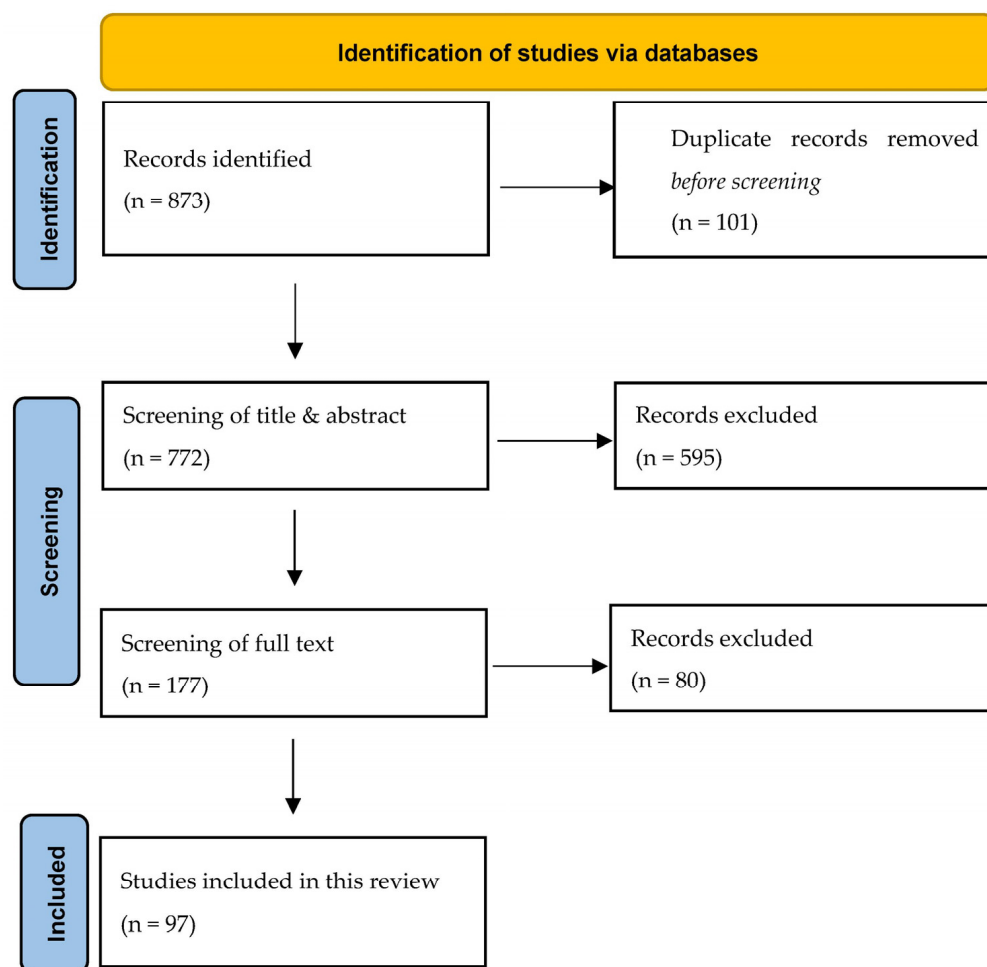 Identification of studies via databases
Identification
Records identified
(n = 873)
Duplicate records removed
before screening
(n = 101)
Screening
Screening of title & abstract
(n = 772)
Records excluded
(n = 595)
Screening of full text
(n = 177)
Records excluded
(n = 80)
Included
Studies included in this review
(n = 97)